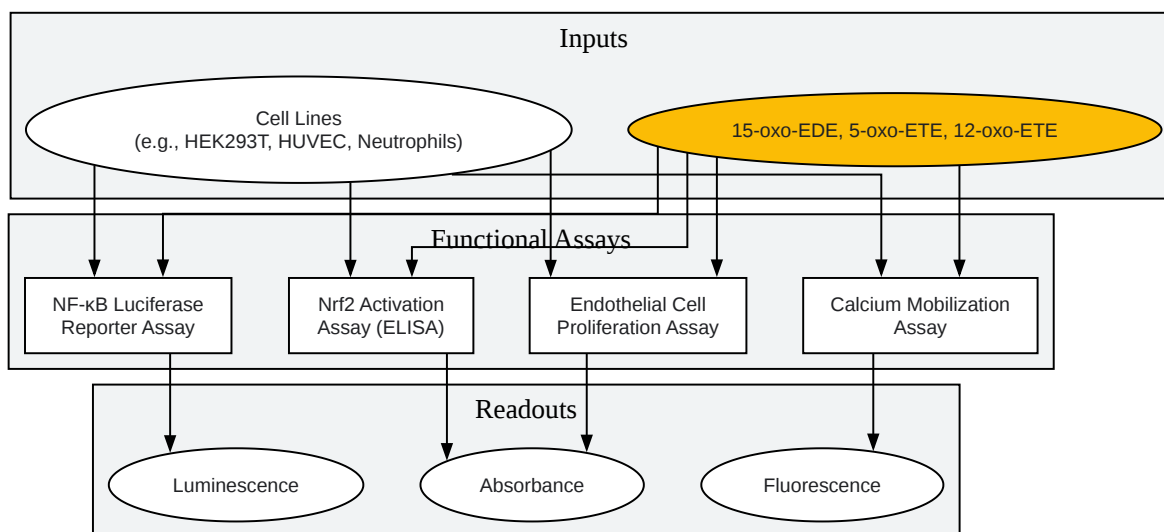 Inputs
Cell Lines
(e.g., HEK293T, HUVEC, Neutrophils)
15-oxo-EDE, 5-oxo-ETE, 12-oxo-ETE
Functional Assays
NF-κB Luciferase
Reporter Assay
Nrf2 Activation
Assay (ELISA)
Endothelial Cell
Proliferation Assay
Calcium Mobilization
Assay
Readouts
Luminescence
Absorbance
Fluorescence